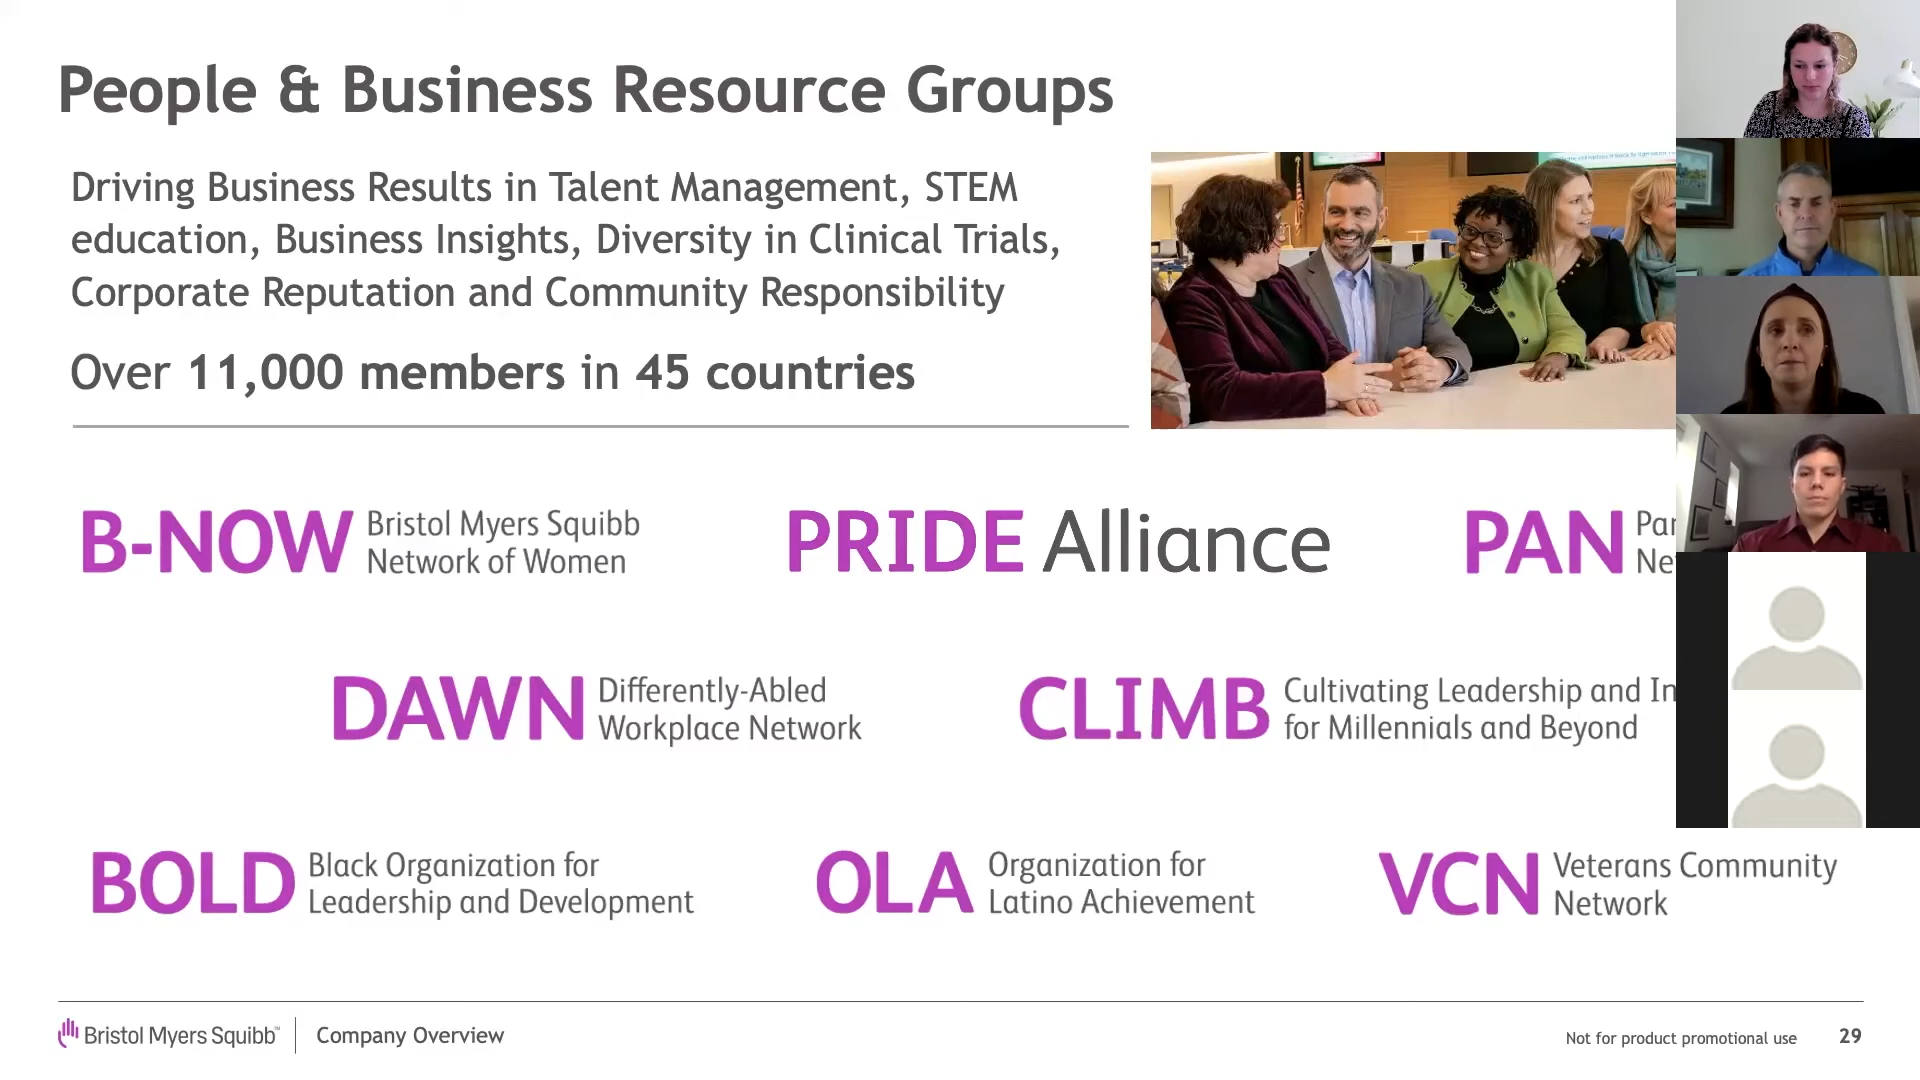 People & Business Resource Groups
Driving Business Results in Talent Management, STEM
education, Business Insights, Diversity in Clinical Trials,
Corporate Reputation and Community Responsibility
Over 11,000 members in 45 countries
B-NOW Bristol Myers Squibb
Network of Women
PRIDE Alliance
PAN
DAWN Differently-Abled
Workplace Network
CLIMB Cultivating Leadership and
for Millennials and Beyond
BOLD Black Organization for
Leadership and Development
OLA Organization for
Latino Achievement
VCN Veterans Community
Network
Bristol Myers Squibb™
Company Overview
Not for product promotional use
29